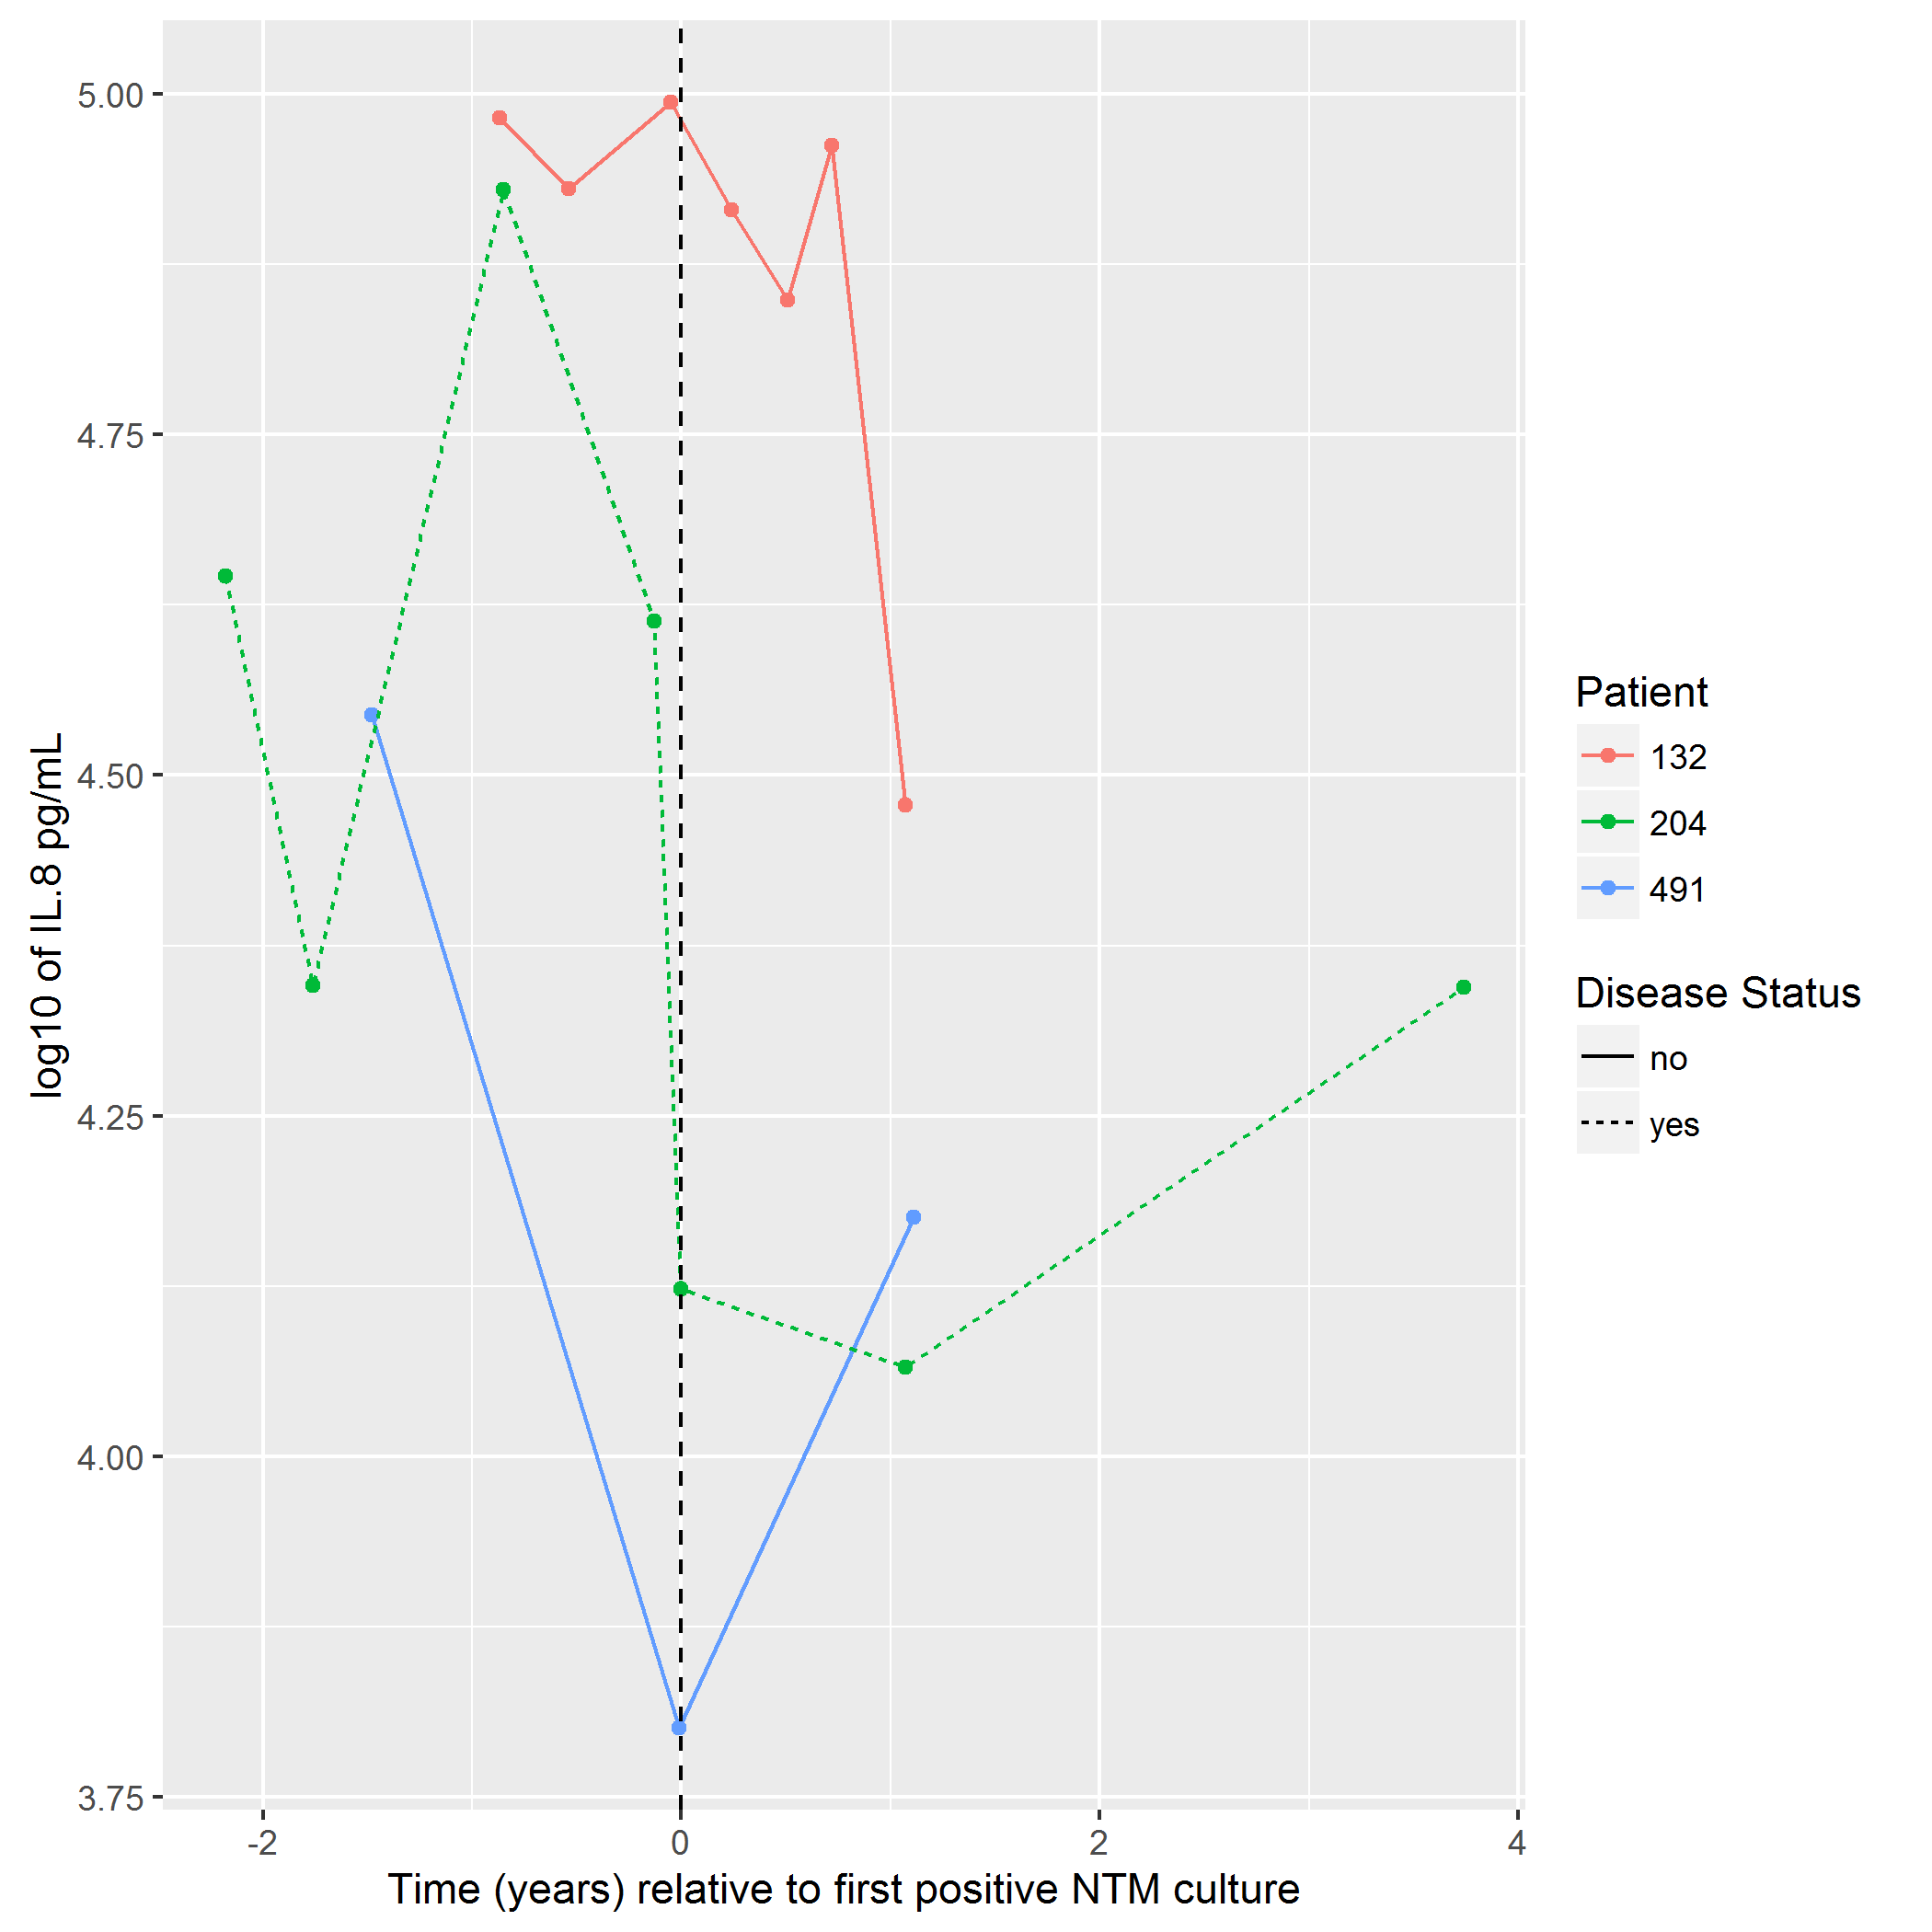 log10 of IL.8 pg/mL
5.00
4.75
4.50
4.25
4.00
3.75
-2
0
2
4
Time (years) relative to first positive NTM culture
Patient
132
204
491
Disease Status
no
yes